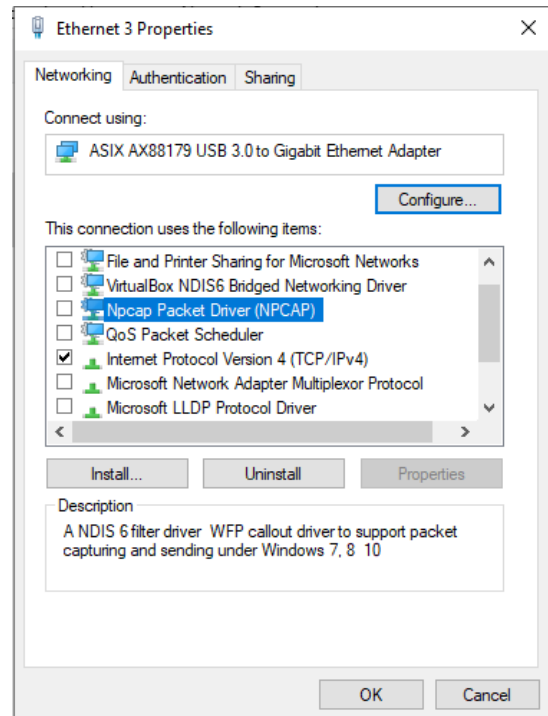 Ethernet 3 Properties
Networking Authentication Sharing
Connect using:
ASIX AX88179 USB 3.0 to Gigabit Ethernet Adapter
Configure...
This connection uses the following items:
File and Printer Sharing for Microsoft Networks
VirtualBox NDIS6 Bridged Networking Driver
Npcap Packet Driver (NPCAP)
QoS Packet Scheduler
Internet Protocol Version 4 (TCP/IPv4)
Microsoft Network Adapter Multiplexor Protocol
Microsoft LLDP Protocol Driver
Install... Uninstall Properties
Description
A NDIS 6 filter driver WFP callout driver to support packet
capturing and sending under Windows 7, 8 10
OK Cancel